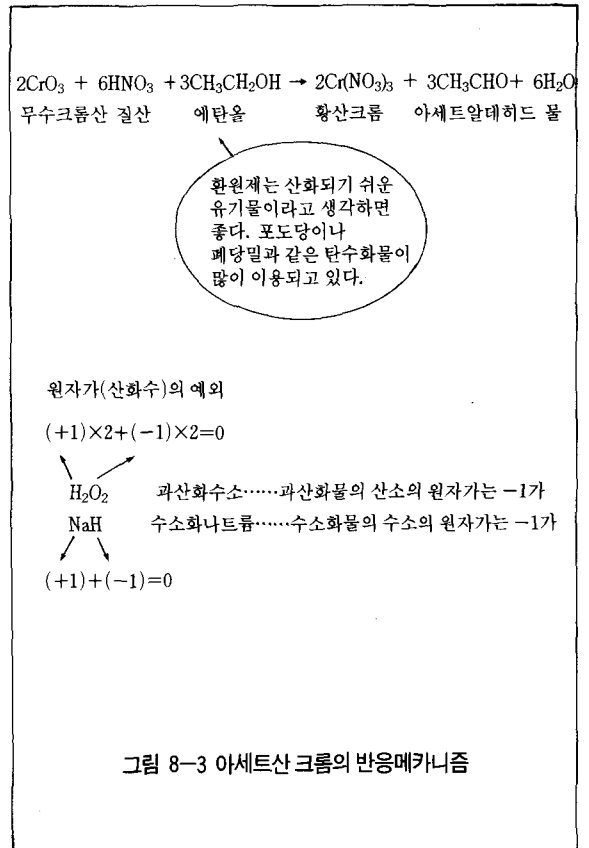 2CrO₃ + 6HNO₃ +3CH₃CH₂OH → 2Cr(NO₃)₃ + 3CH₃CHO+ 6H₂O
무수크롬산 질산 에탄올 황산크롬 아세트알데히드 물
환원재는 산화되기 쉬운
유기물이라고 생각하면
좋다. 포도당이나
폐당밀과 같은 탄수화물이
많이 이용되고 있다.
원자가(산화수)의 예외
(+1)×2+(−1)×2=0
H₂O₂ 과산화수소……과산화물의 산소의 원자가는 −1가
NaH 수소화나트륨……수소화물의 수소의 원자가는 −1가
(+1)+(−1)=0
그림 8—3 아세트산 크롬의 반응메카니즘